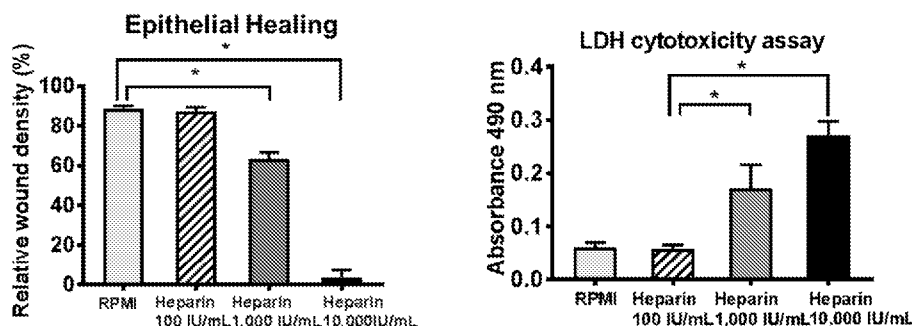 Epithelial Healing
Relative wound density (%)
100
80
60
40
20
0
*
*
RPMI
Heparin
100 IU/mL
Heparin
1,000 IU/mL
Heparin
10,000IU/mL
LDH cytotoxicity assay
Absorbance 490 nm
0.4
0.3
0.2
0.1
0.0
*
*
RPMI
Heparin
100 IU/mL
Heparin
1,000 IU/mL
Heparin
10,000 IU/mL